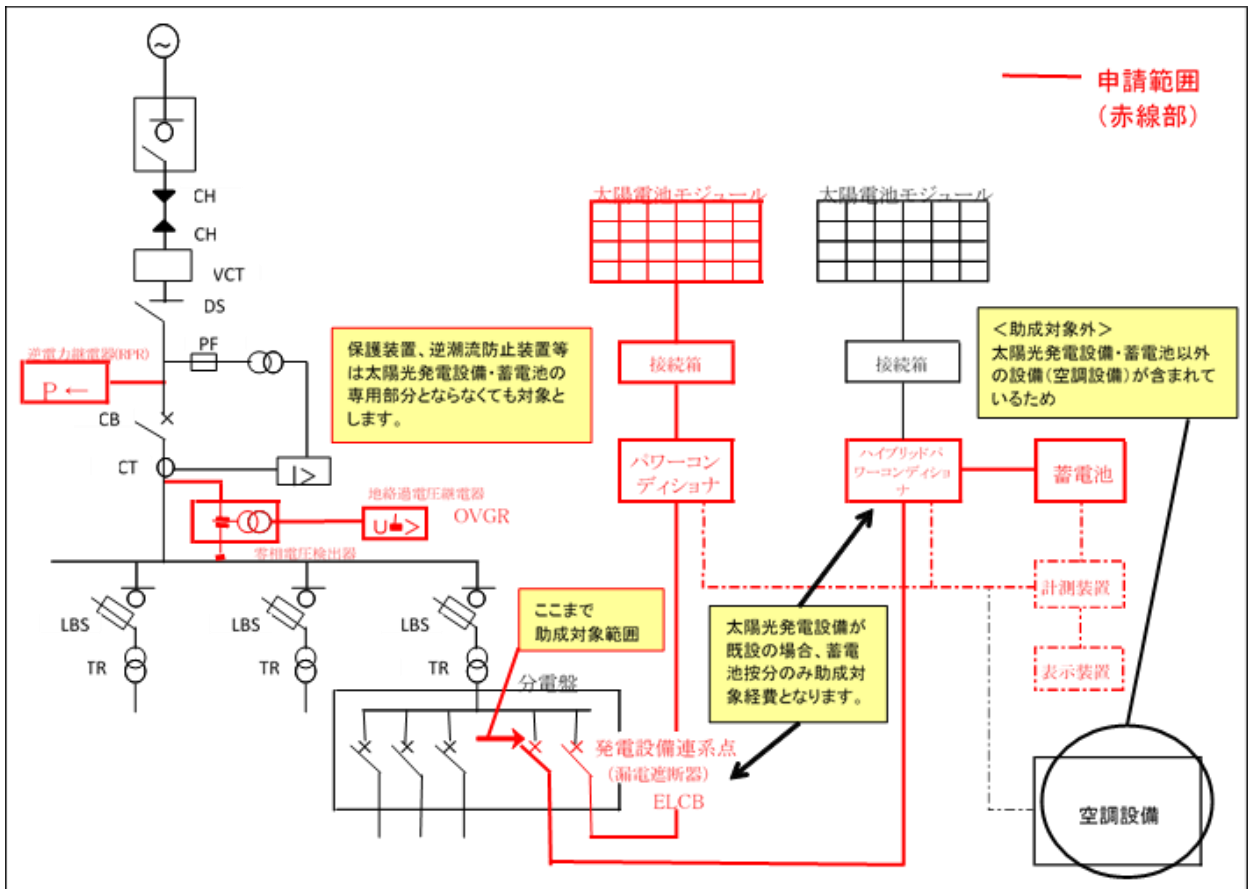 申請範囲
（赤線部）
CH
CH
VCT
DS
PF
逆電力継電器(RPR)
P ←
CB
CT
I>
地絡過電圧継電器
OVGR
U >
零相電圧検出器
保護装置、逆潮流防止装置等
は太陽光発電設備・蓄電池の
専用部分とならなくても対象と
します。
太陽電池モジュール
太陽電池モジュール
接続箱
接続箱
パワーコン
ディショナ
ハイブリッドパ
ワーコンディショ
ナ
蓄電池
計測装置
表示装置
＜助成対象外＞
太陽光発電設備・蓄電池以外
の設備（空調設備）が含まれて
いるため
LBS
LBS
LBS
TR
TR
TR
ここまで
助成対象範囲
太陽光発電設備が
既設の場合、蓄電
池按分のみ助成対
象経費となります。
分電盤
発電設備連系点
（漏電遮断器）
ELCB
空調設備